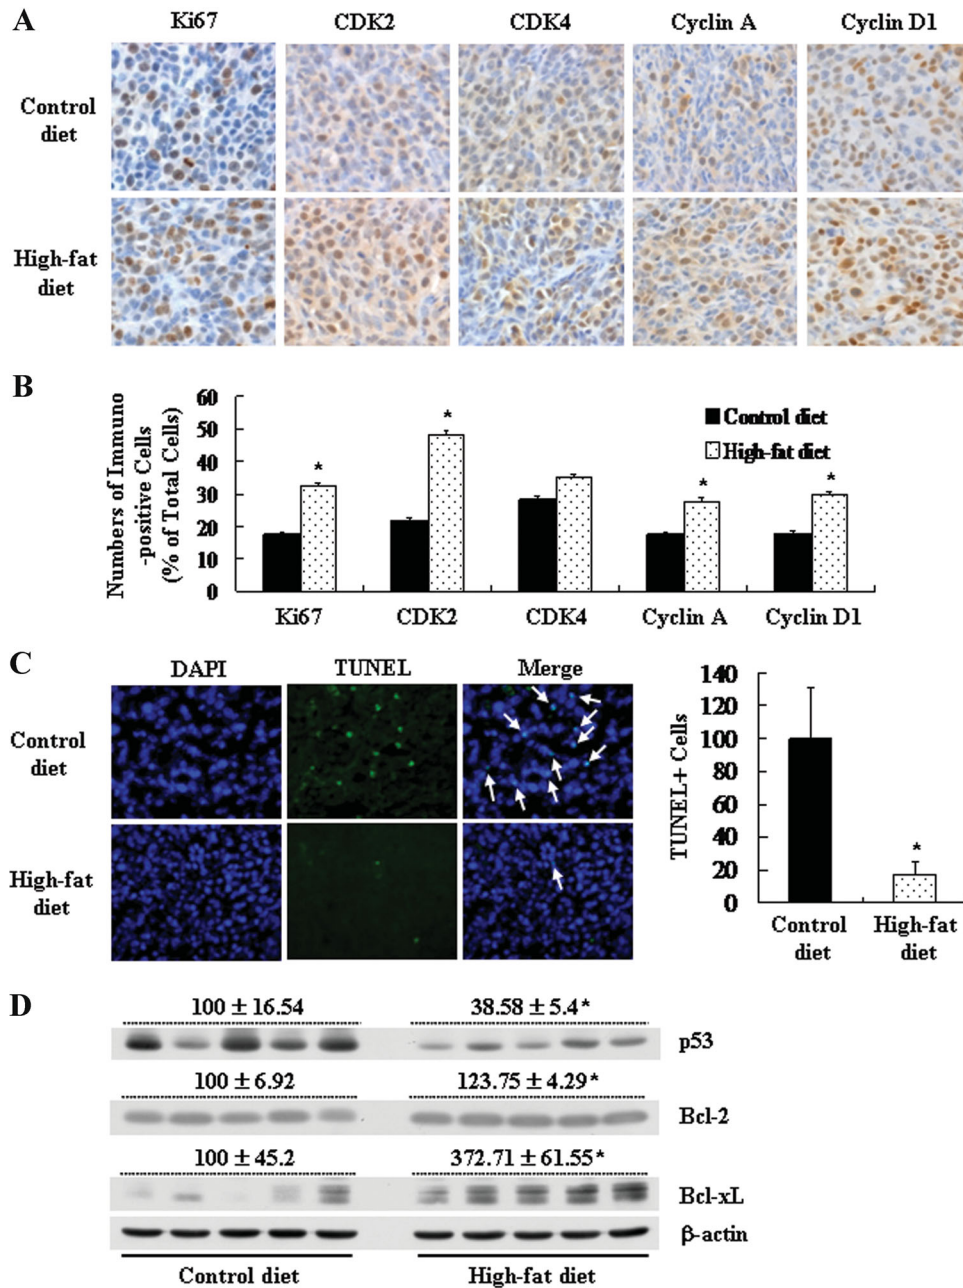 A
Ki67 CDK2 CDK4 Cyclin A Cyclin D1
Control
diet
High-fat
diet
B
Numbers of Immuno
-positive Cells
(% of Total Cells)
60
50
40
30
20
10
0
* * * *
Control diet
High-fat diet
Ki67 CDK2 CDK4 Cyclin A Cyclin D1
C
DAPI TUNEL Merge
Control
diet
High-fat
diet
TUNEL+ Cells
140
120
100
80
60
40
20
0
*
Control
diet
High-fat
diet
D
100 ± 16.54 38.58 ± 5.4*
p53
100 ± 6.92 123.75 ± 4.29*
Bcl-2
100 ± 45.2 372.71 ± 61.55*
Bcl-xL
β-actin
Control diet High-fat diet